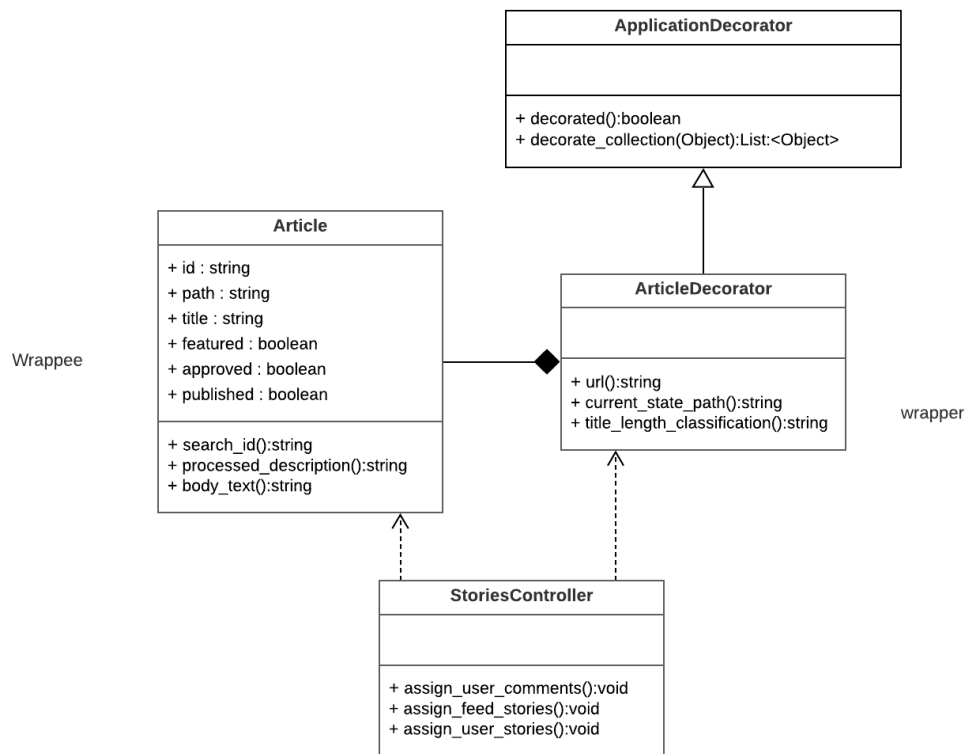 ApplicationDecorator
+ decorated():boolean
+ decorate_collection(Object):List:<Object>
Article
+ id : string
+ path : string
+ title : string
+ featured : boolean
+ approved : boolean
+ published : boolean
+ search_id():string
+ processed_description():string
+ body_text():string
Wrappee
ArticleDecorator
+ url():string
+ current_state_path():string
+ title_length_classification():string
wrapper
StoriesController
+ assign_user_comments():void
+ assign_feed_stories():void
+ assign_user_stories():void